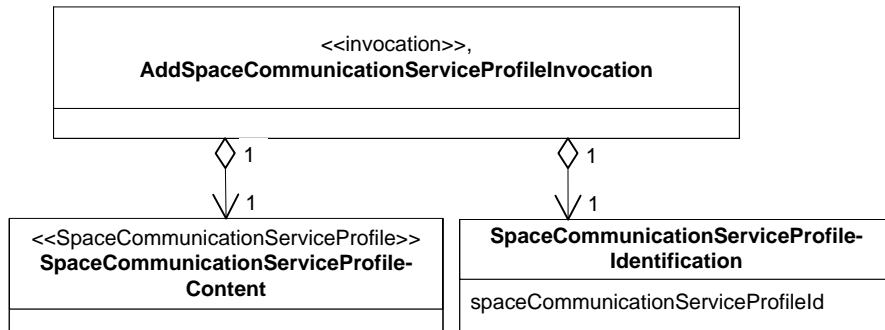 <<invocation>>,
AddSpaceCommunicationServiceProfileInvocation
1
1
1
1
<<SpaceCommunicationServiceProfile>>
SpaceCommunicationServiceProfile-
Content
SpaceCommunicationServiceProfile-
Identification
spaceCommunicationServiceProfileId